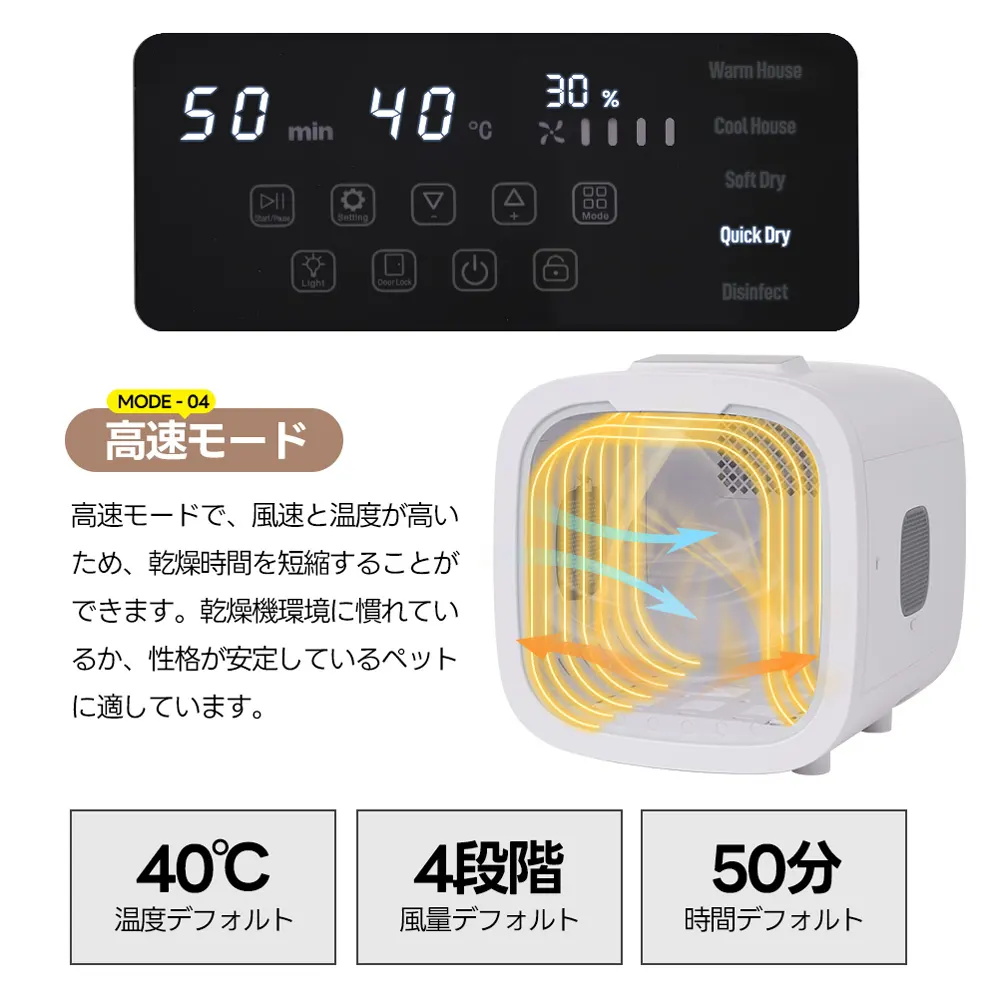 50 min 40 ℃ 30 %
Warm House
Cool House
Soft Dry
Quick Dry
Disinfect
Start/Pause Setting - + Mode
Light Door Lock
MODE - 04
高速モード
高速モードで、風速と温度が高い
ため、乾燥時間を短縮することが
できます。乾燥機環境に慣れてい
るか、性格が安定しているペット
に適しています。
40℃
温度デフォルト
4段階
風量デフォルト
50分
時間デフォルト